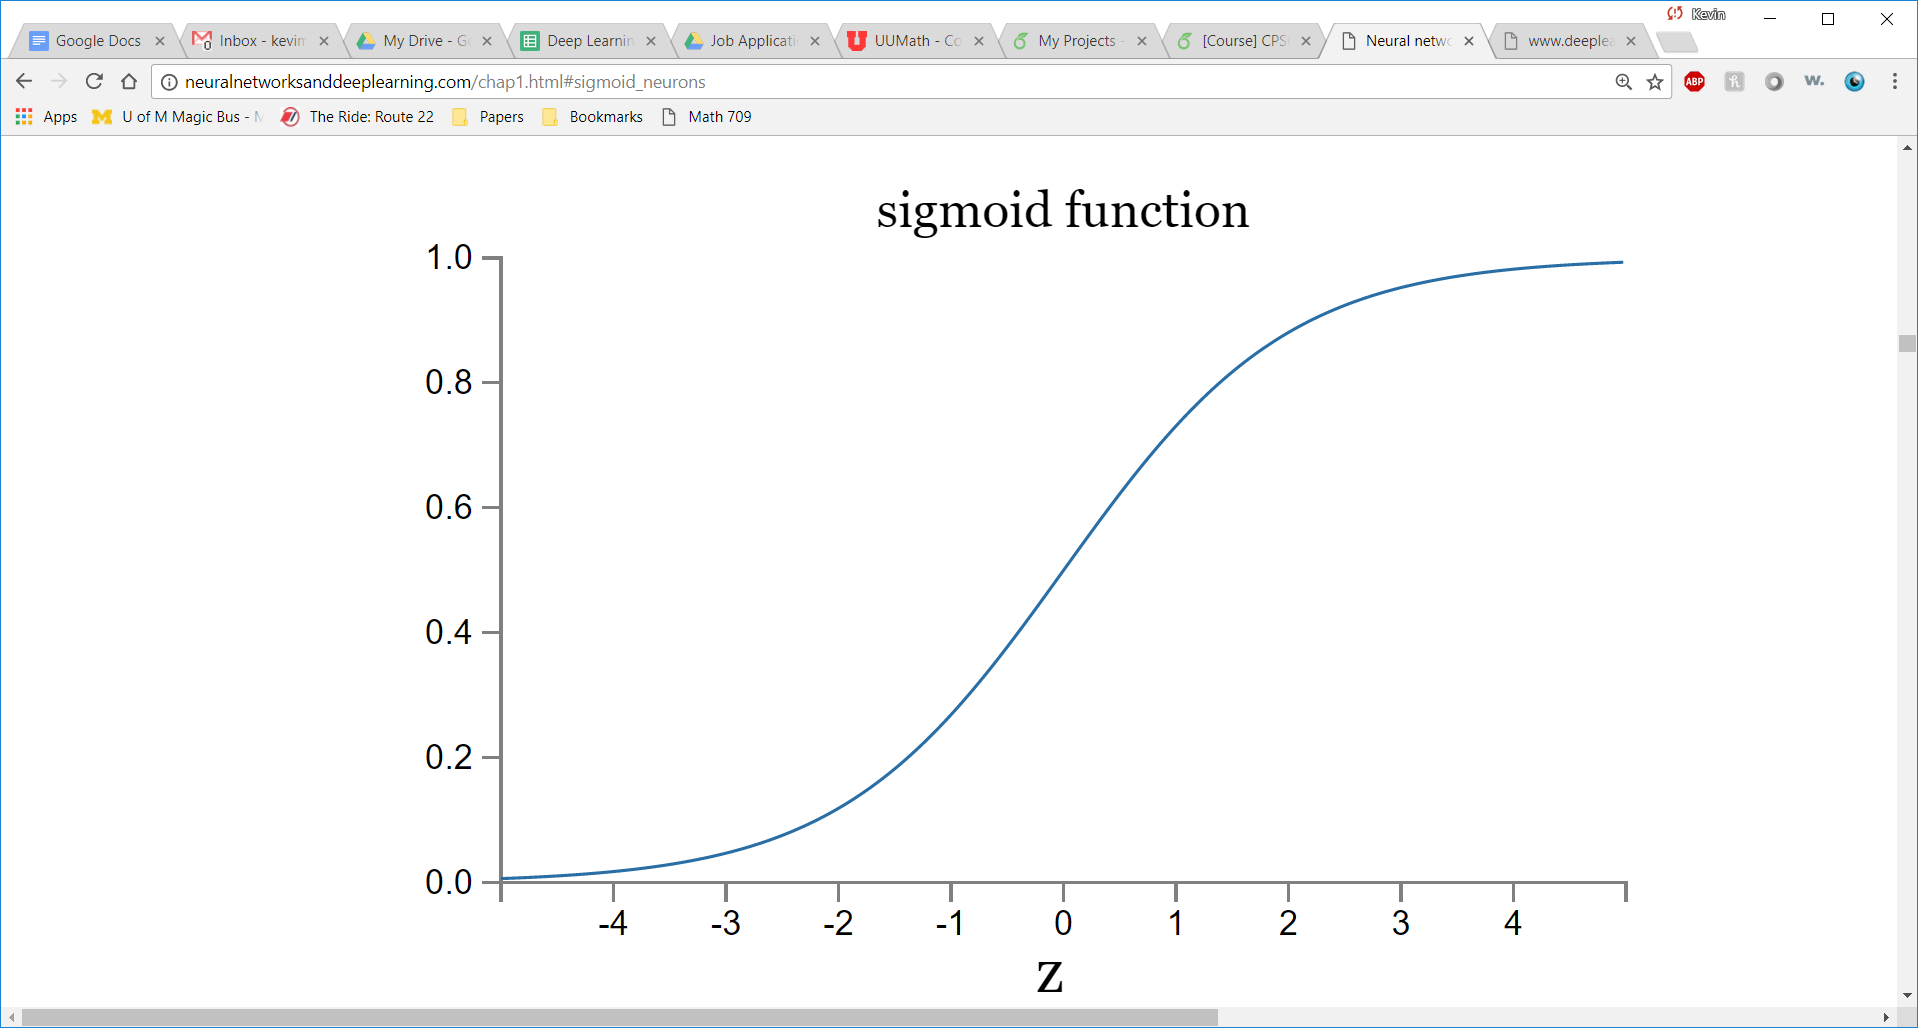 Kevin
Google Docs Inbox - kevin My Drive - Go Deep Learnin Job Applicati UUMath - Co My Projects - [Course] CPS Neural netwo www.deeplea
neuralnetworksanddeeplearning.com/chap1.html#sigmoid_neurons ABP h w.
Apps U of M Magic Bus - M The Ride: Route 22 Papers Bookmarks Math 709
sigmoid function
1.0
0.8
0.6
0.4
0.2
0.0
-4 -3 -2 -1 0 1 2 3 4
z